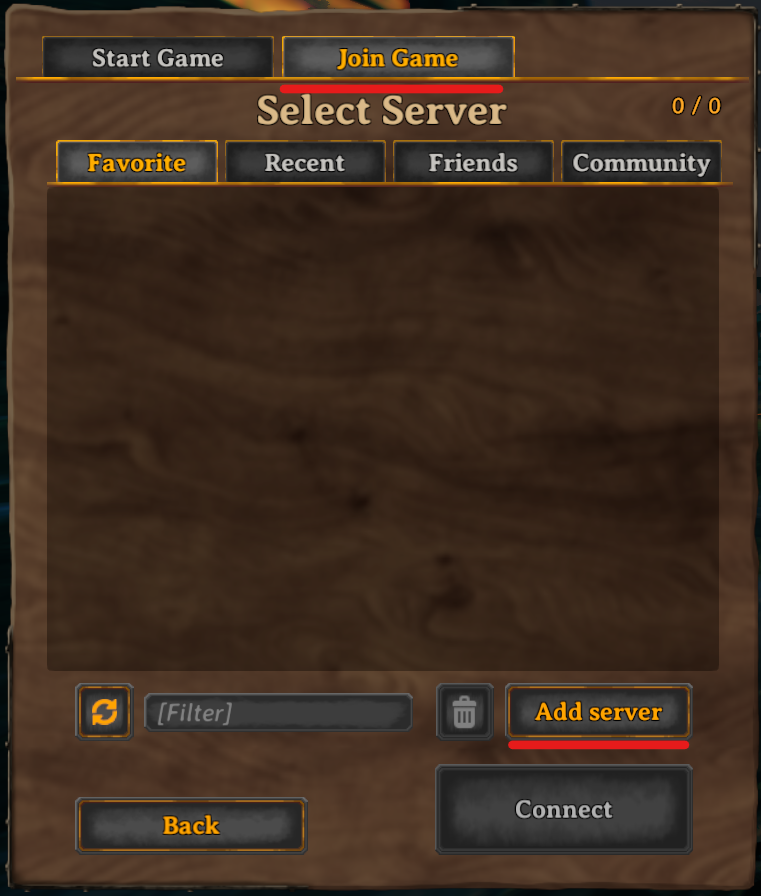 Start Game Join Game
Select Server 0 / 0
Favorite Recent Friends Community
[Filter] Add server
Connect
Back